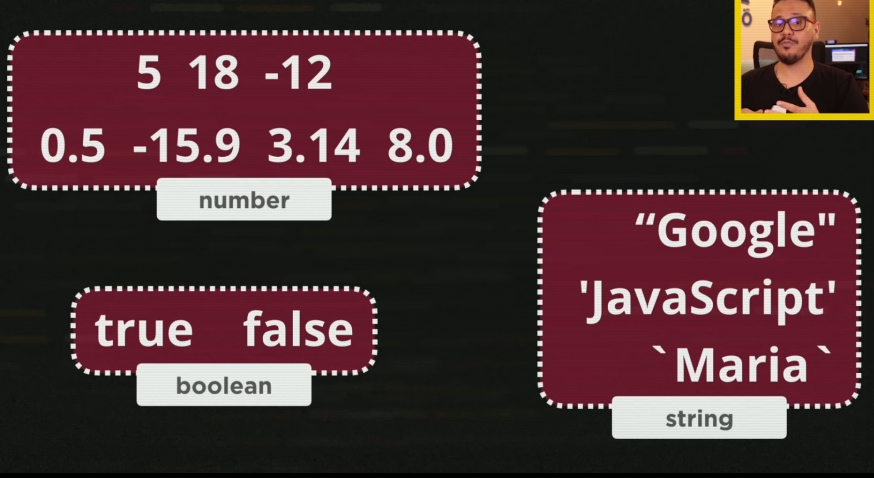 5 18 -12
0.5 -15.9 3.14 8.0
number
true false
boolean
“Google"
'JavaScript'
`Maria`
string